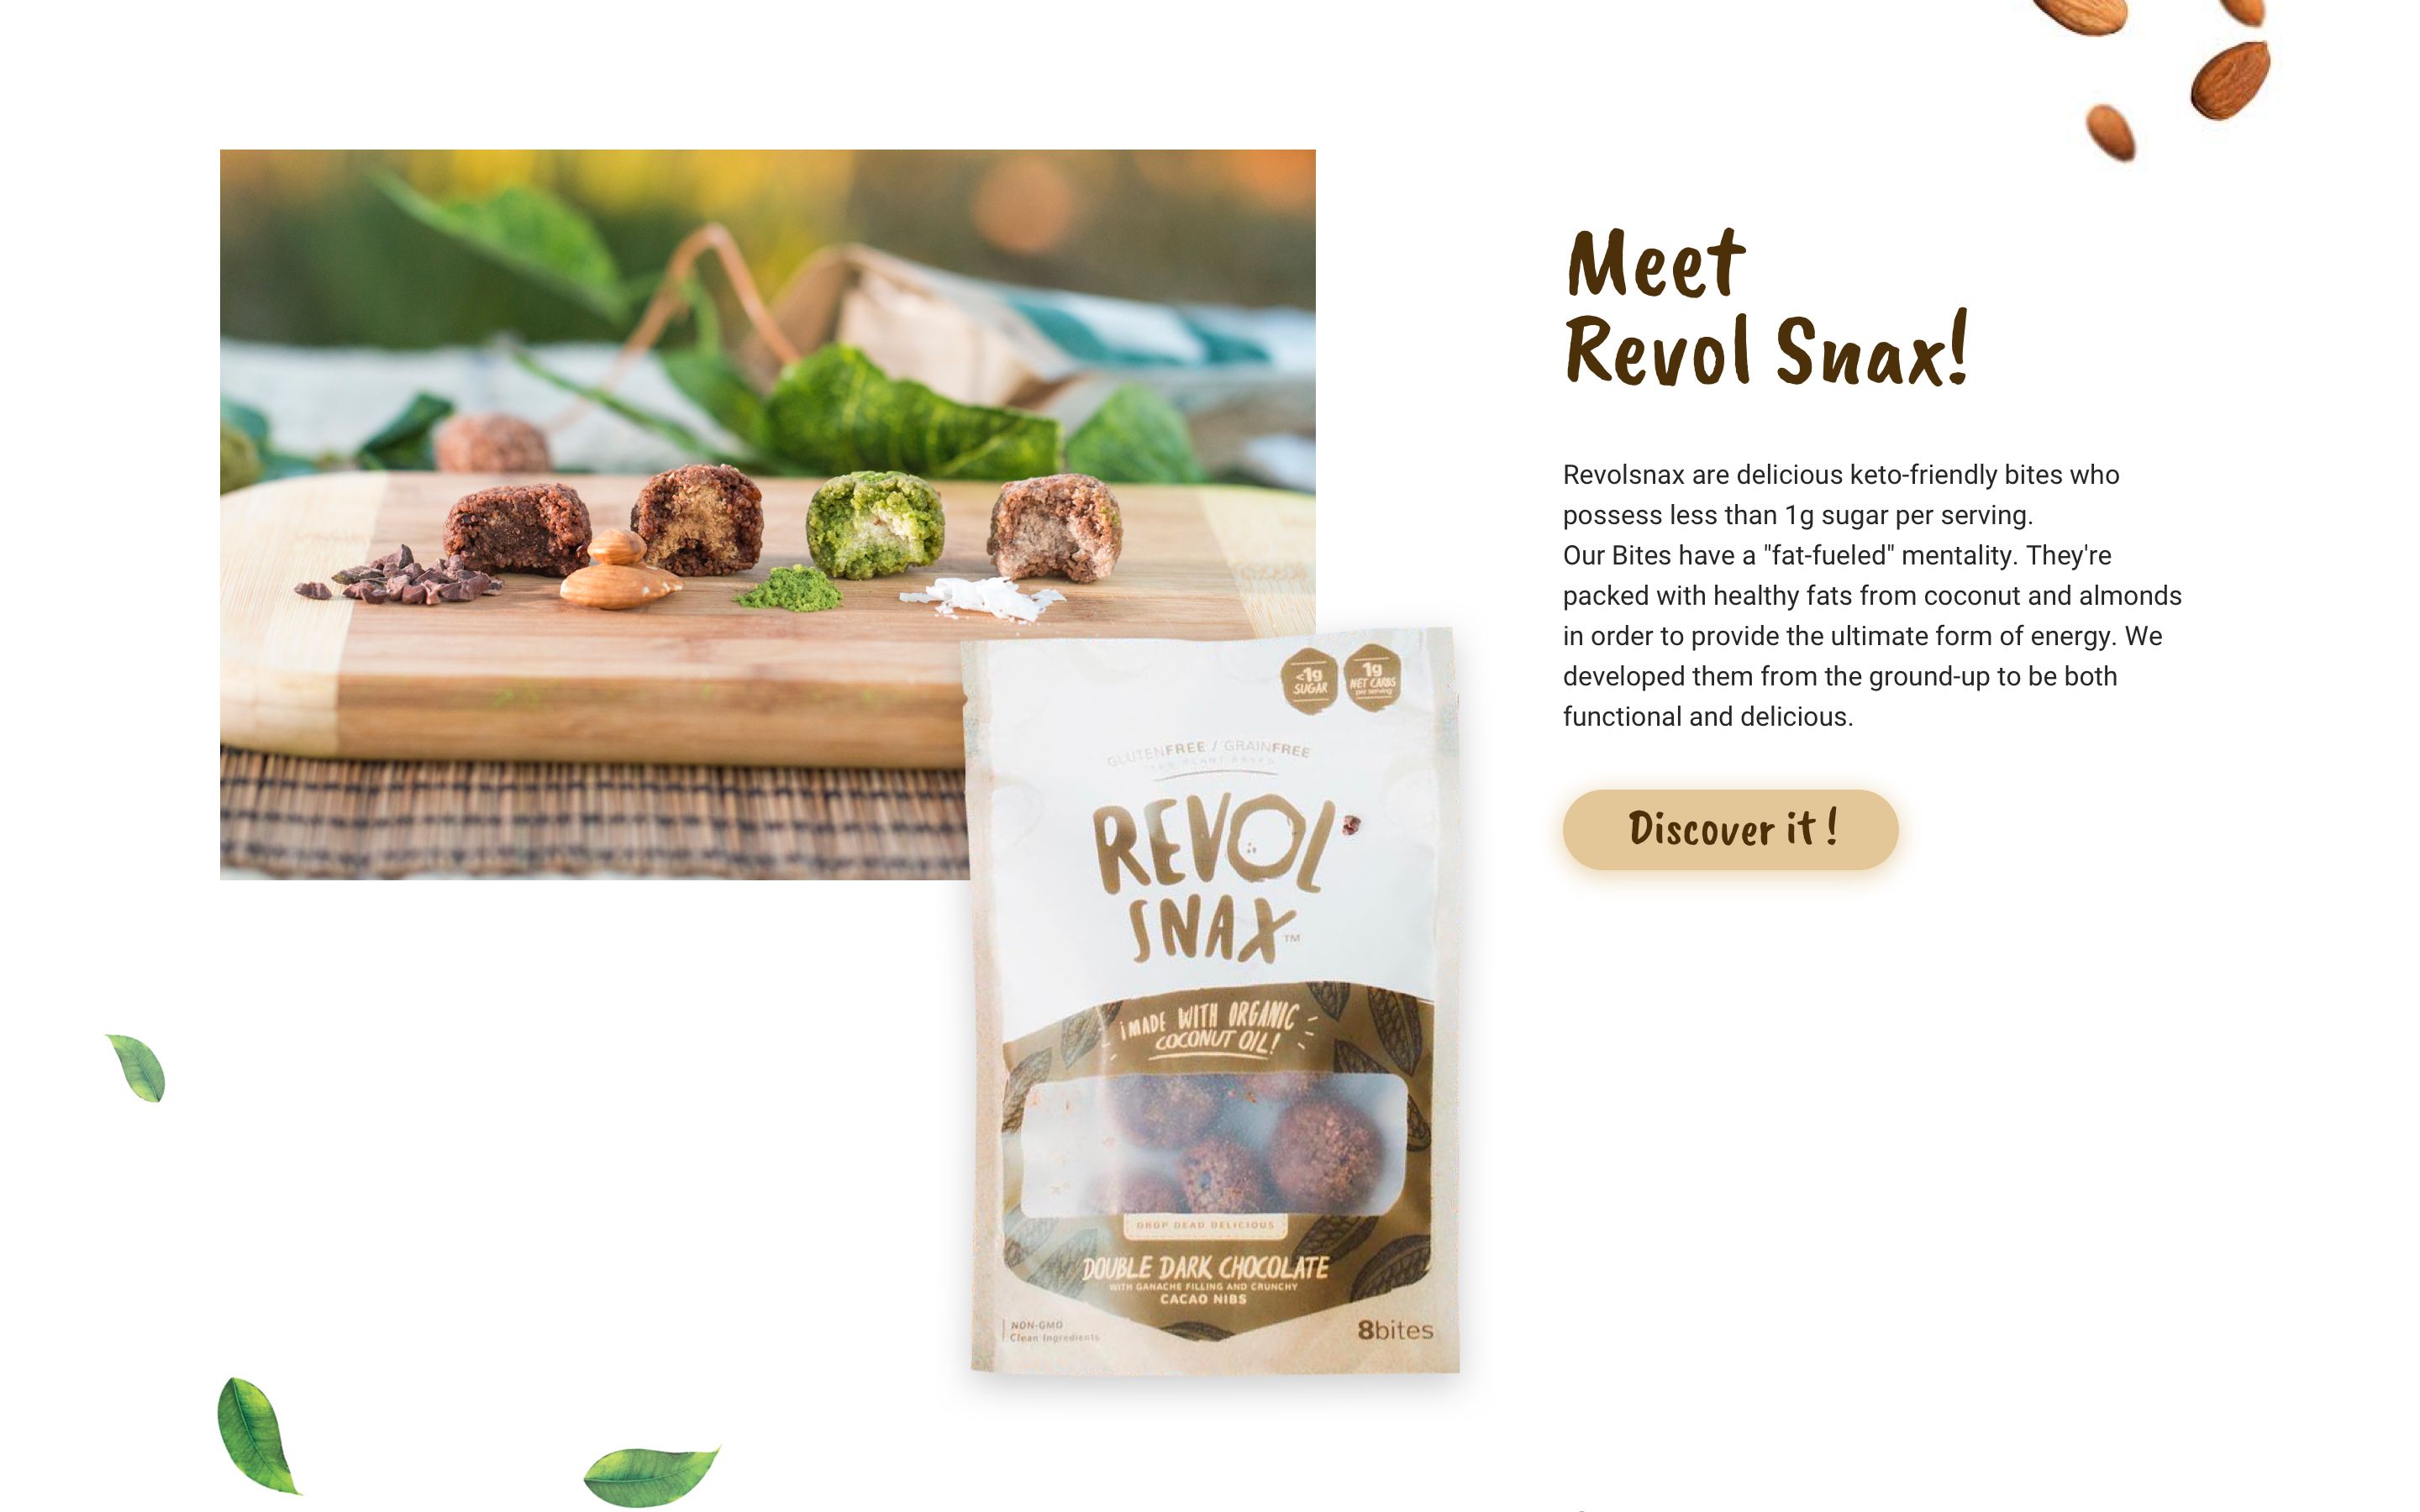 Meet
Revol Snax!
Revolsnax are delicious keto-friendly bites who
possess less than 1g sugar per serving.
Our Bites have a "fat-fueled" mentality. They're
packed with healthy fats from coconut and almonds
in order to provide the ultimate form of energy. We
developed them from the ground-up to be both
functional and delicious.
Discover it !
<1g
SUGAR
1g
NET CARBS
per serving
GLUTENFREE / GRAINFREE
100% PLANT-BASED
REVOL
SNAX™
¡MADE WITH ORGANIC
COCONUT OIL!
DROP DEAD DELICIOUS
DOUBLE DARK CHOCOLATE
WITH GANACHE FILLING AND CRUNCHY
CACAO NIBS
NON-GMO
Clean Ingredients
8bites